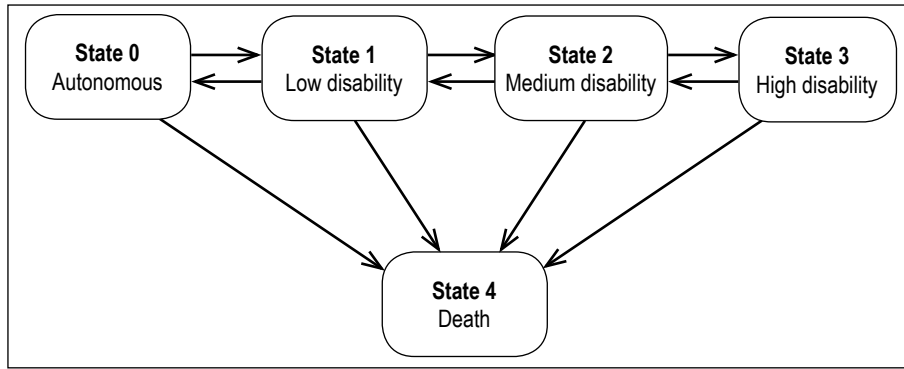 State 0
Autonomous
State 1
Low disability
State 2
Medium disability
State 3
High disability
State 4
Death